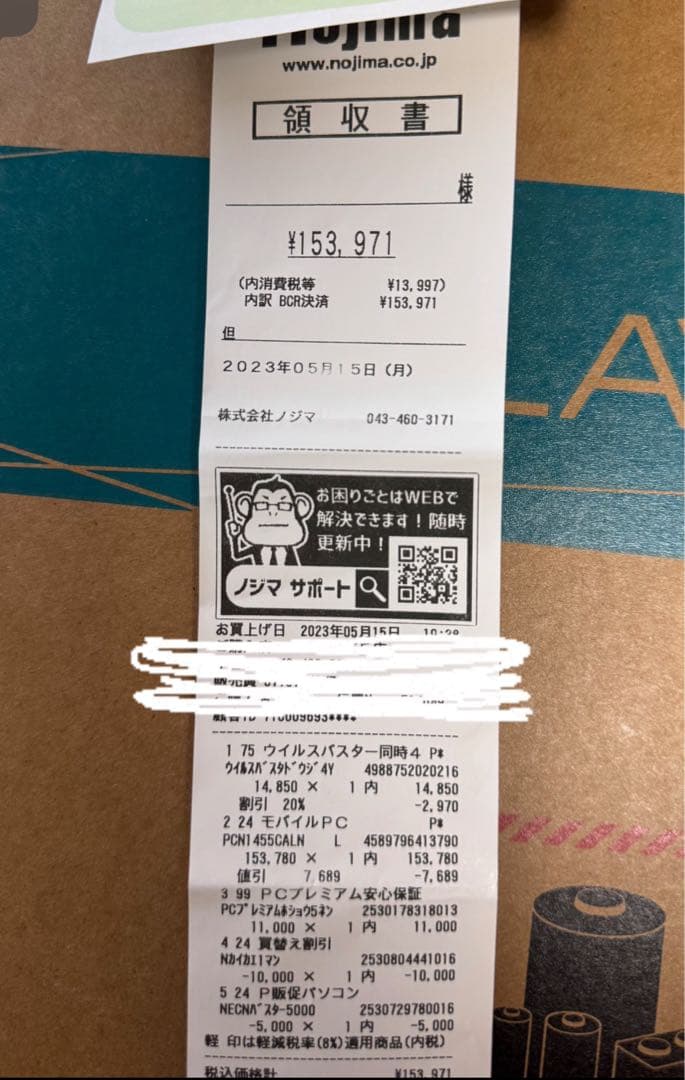 nojima
www.nojima.co.jp
領収書
様
¥153,971
(内消費税等 ¥13,997)
内訳 BCR決済 ¥153,971
但
2023年05月15日(月)
株式会社ノジマ 043-460-3171
お困りごとはWEBで
解決できます!随時
更新中!
ノジマ サポート
お買上げ日 2023年05月15日 10:28
1 75 ウイルスバスター同時4 P*
ウイルスバスタドウジ4Y 4988752020216
14,850 × 1 内 14,850
割引 20% -2,970
2 24 モバイルPC P*
PCN1455CALN L 4589796413790
153,780 × 1 内 153,780
値引 7,689 -7,689
3 99 PCプレミアム安心保証
PCプレミアムホショウ5ネン 2530178318013
11,000 × 1 内 11,000
4 24 買替え割引
Nカイカエ1マン 2530804441016
-10,000 × 1 内 -10,000
5 24 P販促パソコン
NECNバスター5000 2530729780016
-5,000 × 1 内 -5,000
軽 印は軽減税率(8%)適用商品(内税)
税込価格計 ¥153,971
LA